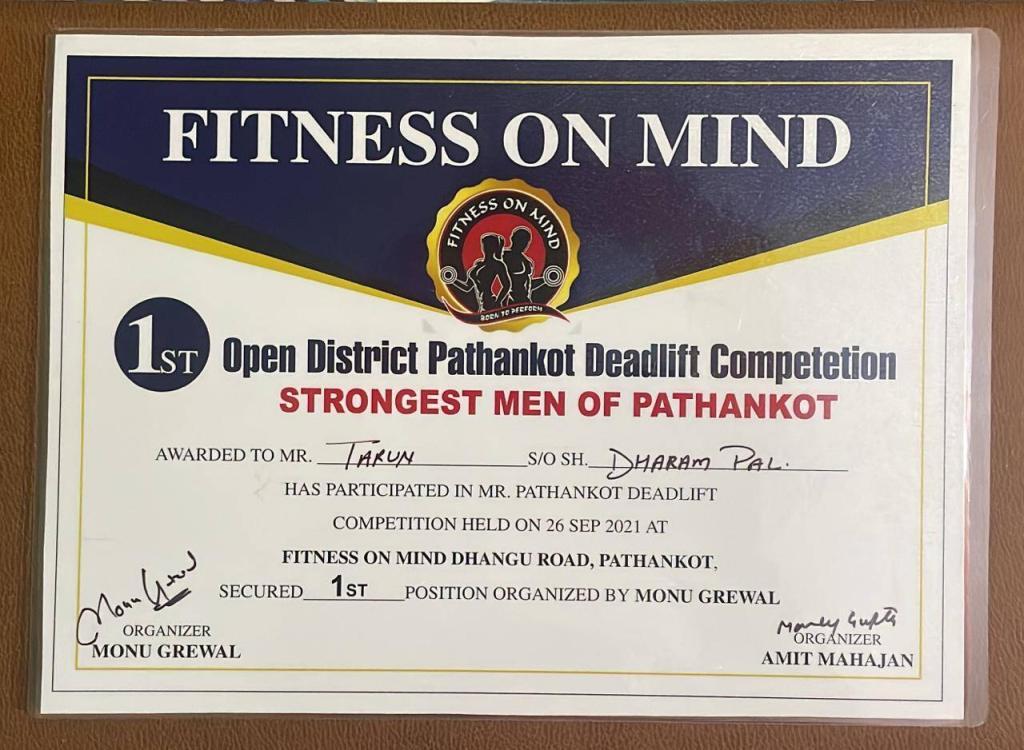 FITNESS ON MIND
FITNESS ON MIND
BORN TO PERFORM
1ST Open District Pathankot Deadlift Competetion
STRONGEST MEN OF PATHANKOT
AWARDED TO MR. TARUN S/O SH. DHARAM PAL.
HAS PARTICIPATED IN MR. PATHANKOT DEADLIFT
COMPETITION HELD ON 26 SEP 2021 AT
FITNESS ON MIND DHANGU ROAD, PATHANKOT,
SECURED 1ST POSITION ORGANIZED BY MONU GREWAL
Monu Grewal
ORGANIZER
MONU GREWAL
Gupta
ORGANIZER
AMIT MAHAJAN